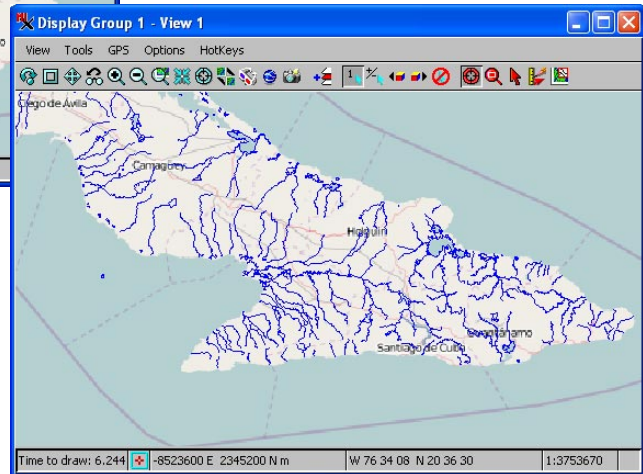 Display Group 1 - View 1
View Tools GPS Options HotKeys
Ciego de Ávila
Camagüey
Holguín
Guantánamo
Santiago de Cuba
Time to draw: 6.244 -8523600 E 2345200 N m W 76 34 08 N 20 36 30 1:3753670